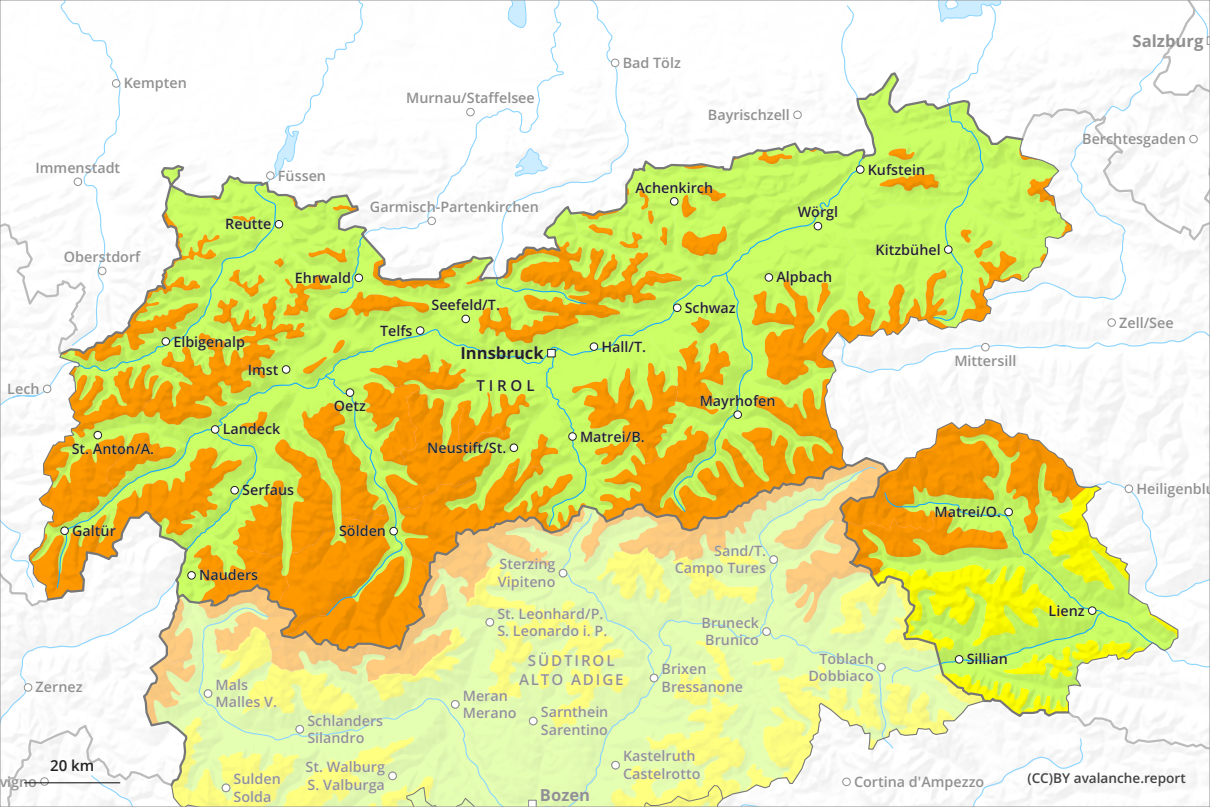 Salzburg
Bad Tölz
Kempten
Murnau/Staffelsee
Bayrischzell
Berchtesgaden
Immenstadt
Füssen
Kufstein
Achenkirch
Garmisch-Partenkirchen
Wörgl
Reutte
Kitzbühel
Oberstdorf
Ehrwald
Alpbach
Seefeld/T.
Schwaz
Zell/See
Telfs
Elbigenalp
Innsbruck
Hall/T.
Mittersill
Imst
TIROL
Lech
Oetz
Mayrhofen
Landeck
Matrei/B.
St. Anton/A.
Neustift/St.
Serfaus
Heiligenblu
Matrei/O.
Galtür
Sölden
Sand/T.
Campo Tures
Sterzing
Vipiteno
Nauders
Lienz
St. Leonhard/P.
S. Leonardo i. P.
Bruneck
Brunico
Sillian
SÜDTIROL
ALTO ADIGE
Toblach
Dobbiaco
Brixen
Bressanone
Zernez
Mals
Malles V.
Meran
Merano
Sarnthein
Sarentino
Schlanders
Silandro
Kastelruth
Castelrotto
20 km
St. Walburg
S. Valburga
vigno
Sulden
Solda
Cortina d'Ampezzo
(CC)BY avalanche.report
Bozen